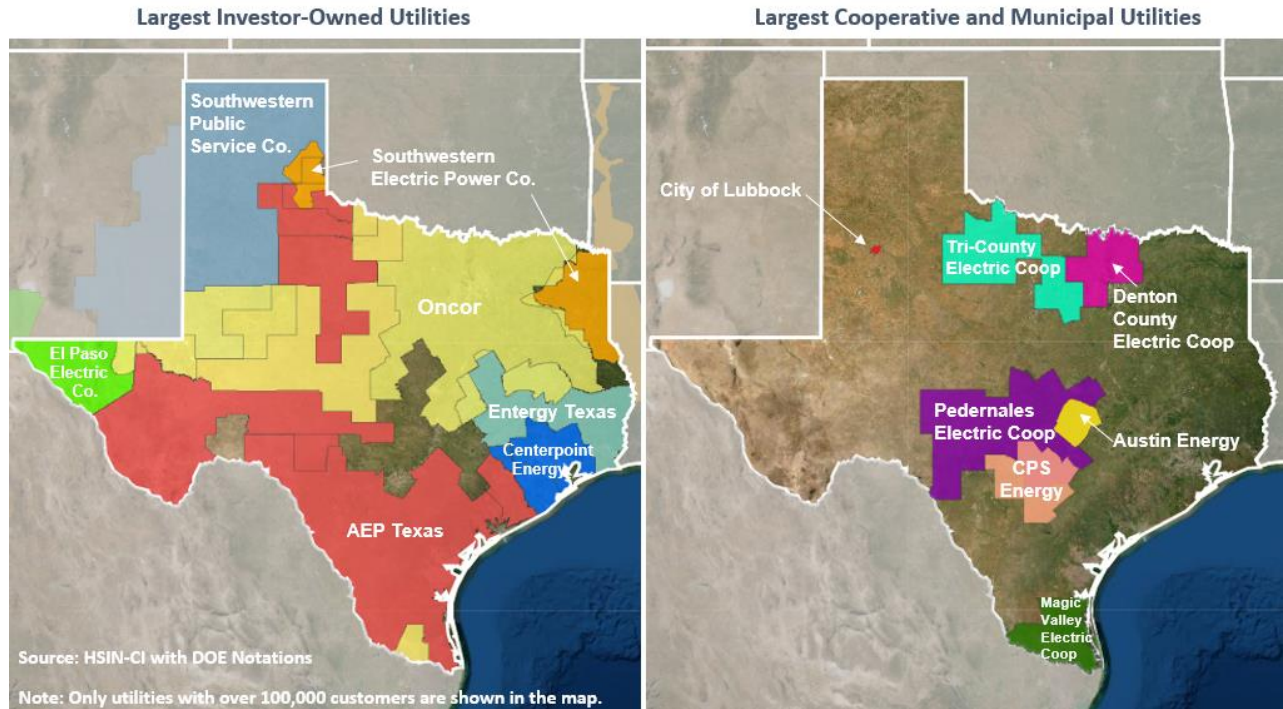 Largest Investor-Owned Utilities
Southwestern
Public
Service Co.
Southwestern
Electric Power Co.
Oncor
El Paso
Electric
Co.
Entergy Texas
Centerpoint
Energy
AEP Texas
Source: HSIN-CI with DOE Notations
Note: Only utilities with over 100,000 customers are shown in the map.
Largest Cooperative and Municipal Utilities
City of Lubbock
Tri-County
Electric Coop
Denton
County
Electric Coop
Pedernales
Electric Coop
Austin Energy
CPS
Energy
Magic
Valley
Electric
Coop